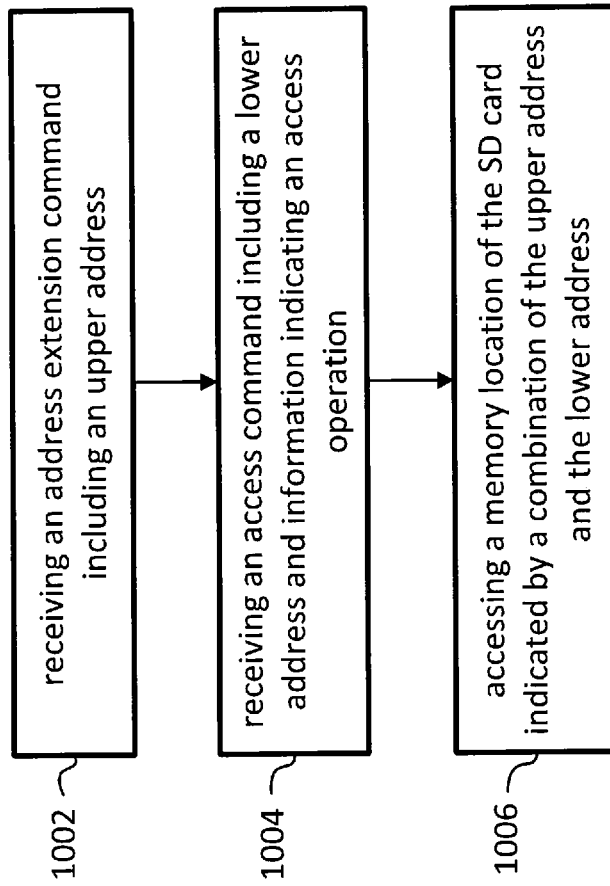 1002
receiving an address extension command
including an upper address
1004
receiving an access command including a lower
address and information indicating an access
operation
1006
accessing a memory location of the SD card
indicated by a combination of the upper address
and the lower address